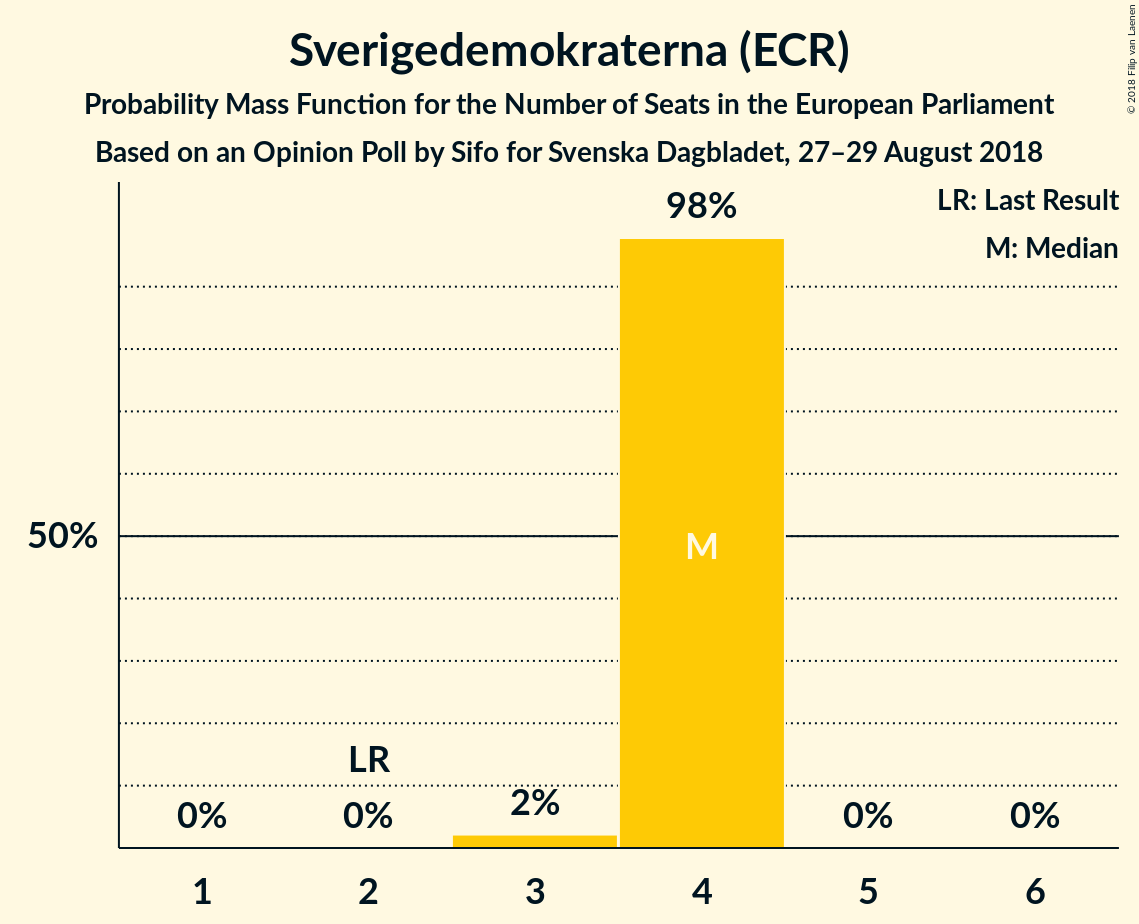 Sverigedemokraterna (ECR)
Probability Mass Function for the Number of Seats in the European Parliament
Based on an Opinion Poll by Sifo for Svenska Dagbladet, 27–29 August 2018
© 2018 Filip van Laenen
LR: Last Result
M: Median
98%
50%
M
LR
0%
0%
2%
0%
0%
1
2
3
4
5
6